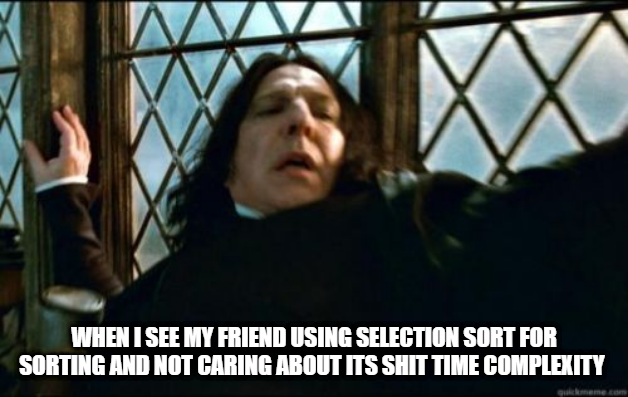 WHEN I SEE MY FRIEND USING SELECTION SORT FOR
SORTING AND NOT CARING ABOUT ITS SHIT TIME COMPLEXITY
quickmeme.com